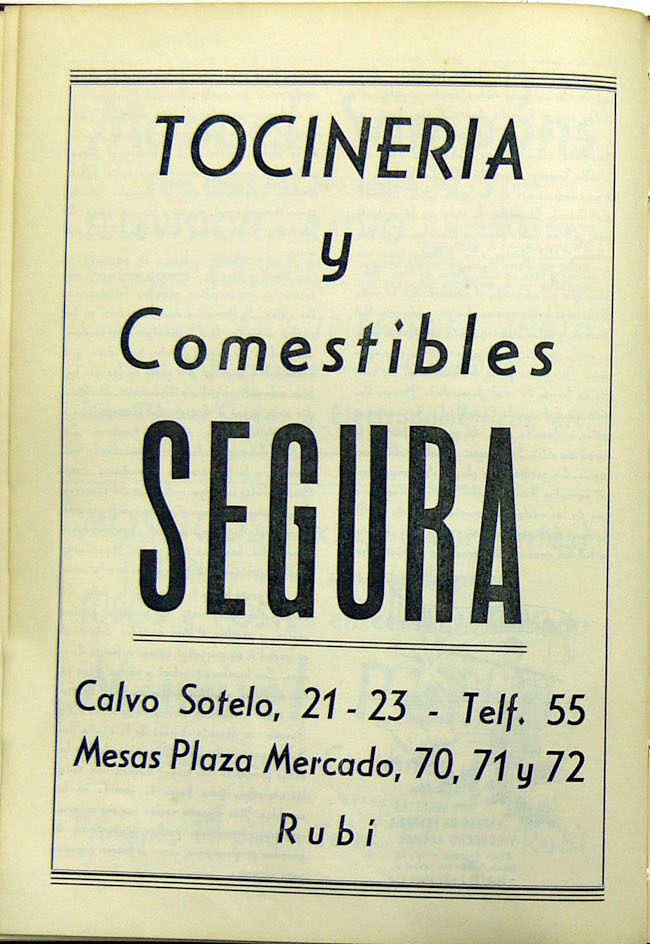 TOCINERIA
y
Comestibles
SEGURA
Calvo Sotelo, 21 - 23 - Telf. 55
Mesas Plaza Mercado, 70, 71 y 72
Rubí